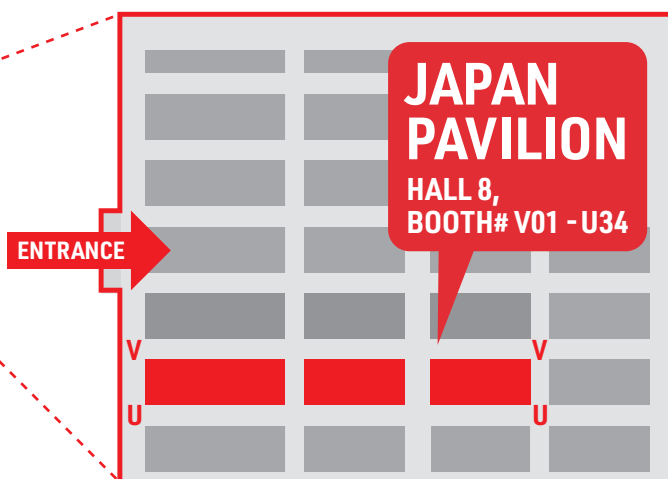 JAPAN
PAVILION
HALL 8,
BOOTH# V01 - U34
ENTRANCE
V
V
U
U